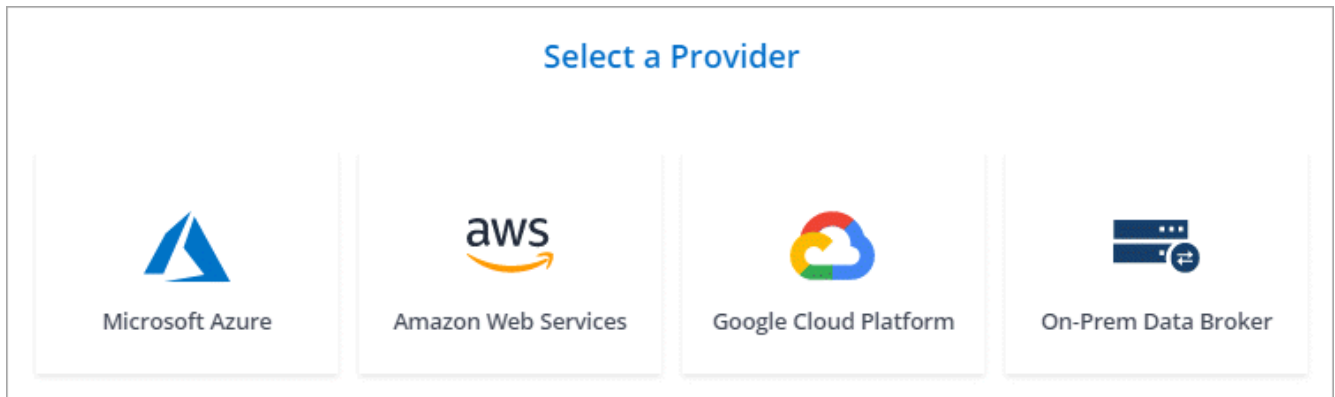 Select a Provider
aws
Microsoft Azure
Amazon Web Services
Google Cloud Platform
On-Prem Data Broker